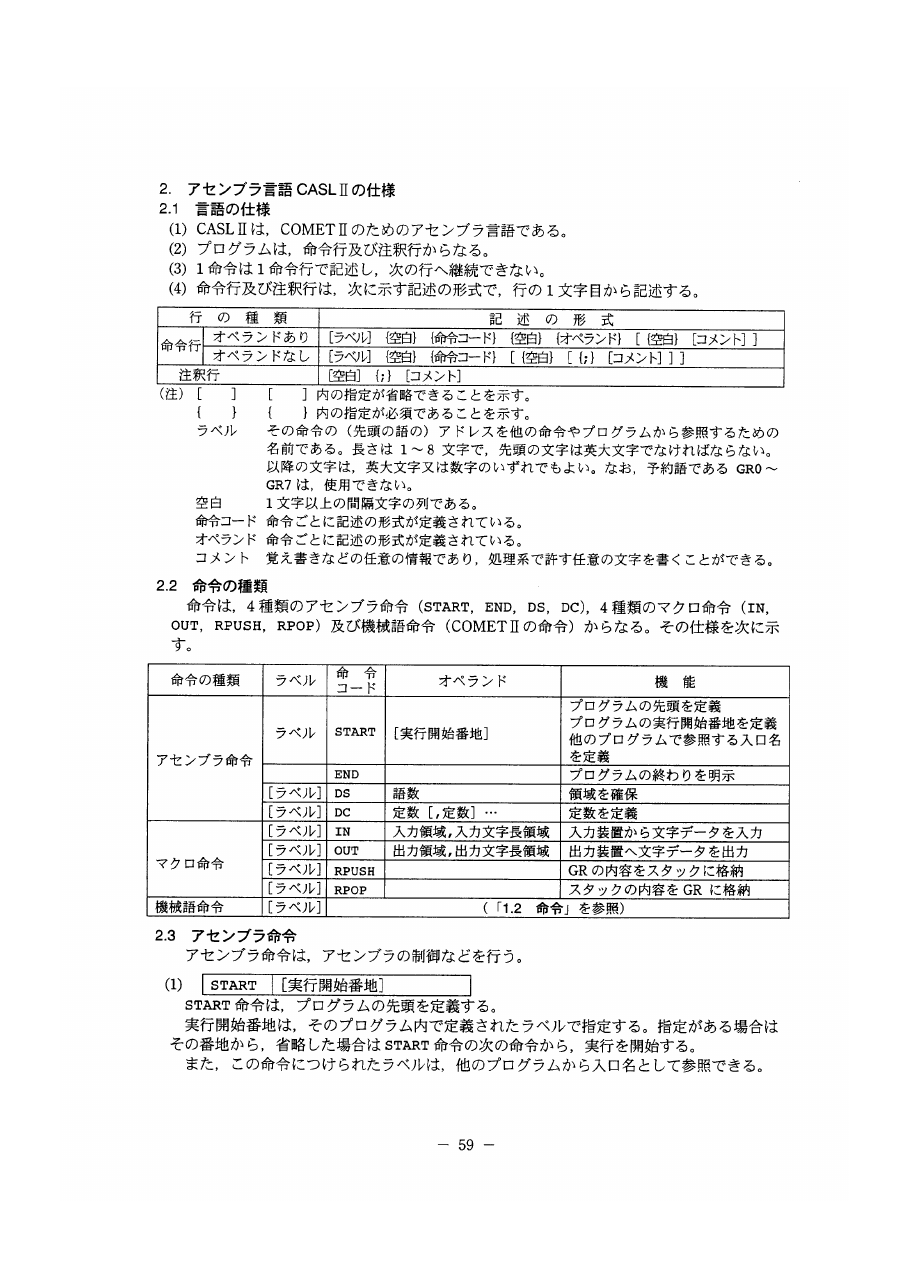 2. アセンブラ言語 CASLⅡの仕様
2.1 言語の仕様
(1) CASLⅡは，COMETⅡのためのアセンブラ言語である。
(2) プログラムは，命令行及び注釈行からなる。
(3) 1命令は1命令行で記述し，次の行へ継続できない。
(4) 命令行及び注釈行は，次に示す記述の形式で，行の1文字目から記述する。
行 の 種 類 記 述 の 形 式
命令行 オペランドあり [ラベル] {空白} {命令コード} {空白} {オペランド} [ {空白} [コメント] ]
オペランドなし [ラベル] {空白} {命令コード} [ {空白} [ {;} [コメント] ] ]
注釈行 [空白] {;} [コメント]
(注) [ ] [ ] 内の指定が省略できることを示す。
{ } { } 内の指定が必須であることを示す。
ラベル その命令の（先頭の語の）アドレスを他の命令やプログラムから参照するための
名前である。長さは 1～8 文字で，先頭の文字は英大文字でなければならない。
以降の文字は，英大文字又は数字のいずれでもよい。なお，予約語である GR0～
GR7 は，使用できない。
空白 1文字以上の間隔文字の列である。
命令コード 命令ごとに記述の形式が定義されている。
オペランド 命令ごとに記述の形式が定義されている。
コメント 覚え書きなどの任意の情報であり，処理系で許す任意の文字を書くことができる。
2.2 命令の種類
命令は，4種類のアセンブラ命令（START，END，DS，DC），4種類のマクロ命令（IN，
OUT，RPUSH，RPOP）及び機械語命令（COMETⅡの命令）からなる。その仕様を次に示
す。
命令の種類 ラベル 命 令 コード オペランド 機 能
アセンブラ命令 ラベル START [実行開始番地] プログラムの先頭を定義
プログラムの実行開始番地を定義
他のプログラムで参照する入口名
を定義
END プログラムの終わりを明示
[ラベル] DS 語数 領域を確保
[ラベル] DC 定数 [,定数] … 定数を定義
マクロ命令 [ラベル] IN 入力領域,入力文字長領域 入力装置から文字データを入力
[ラベル] OUT 出力領域,出力文字長領域 出力装置へ文字データを出力
[ラベル] RPUSH GR の内容をスタックに格納
[ラベル] RPOP スタックの内容を GR に格納
機械語命令 [ラベル] (「1.2 命令」を参照)
2.3 アセンブラ命令
アセンブラ命令は，アセンブラの制御などを行う。
(1) START [実行開始番地]
START 命令は，プログラムの先頭を定義する。
実行開始番地は，そのプログラム内で定義されたラベルで指定する。指定がある場合は
その番地から，省略した場合は START 命令の次の命令から，実行を開始する。
また，この命令につけられたラベルは，他のプログラムから入口名として参照できる。
－ 59 －